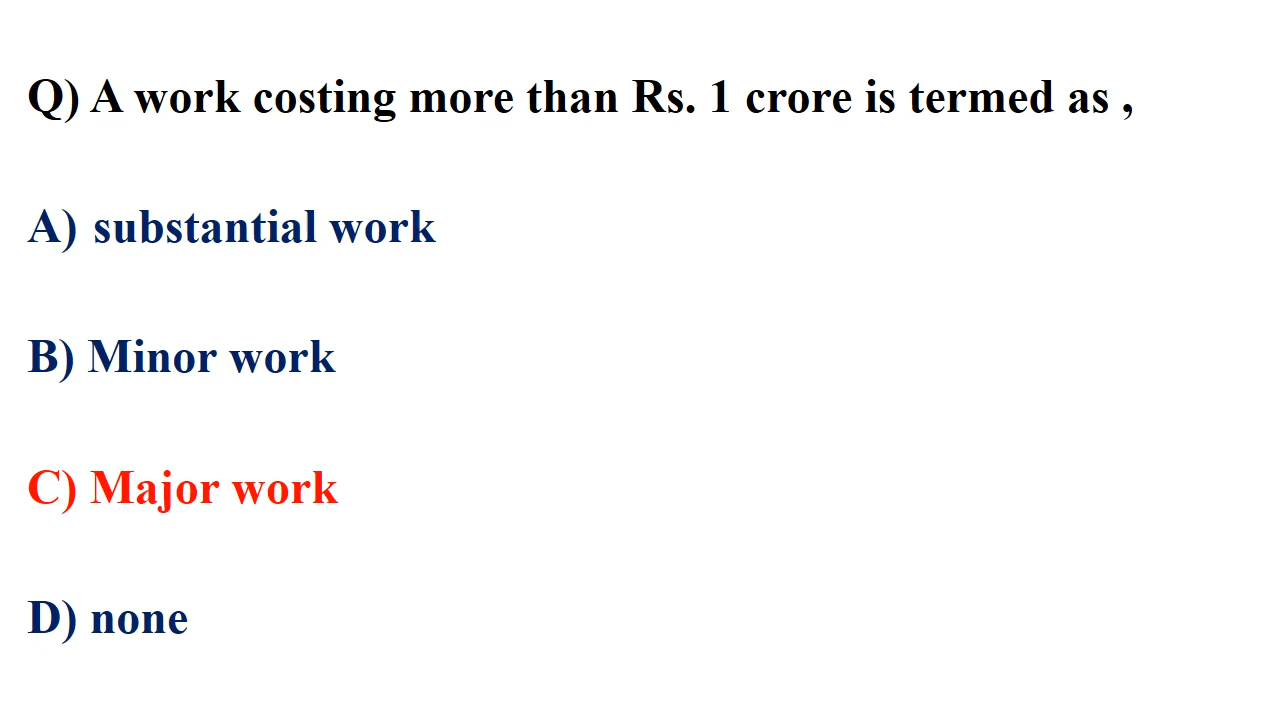 Q) A work costing more than Rs. 1 crore is termed as ,
A) substantial work
B) Minor work
C) Major work
D) none